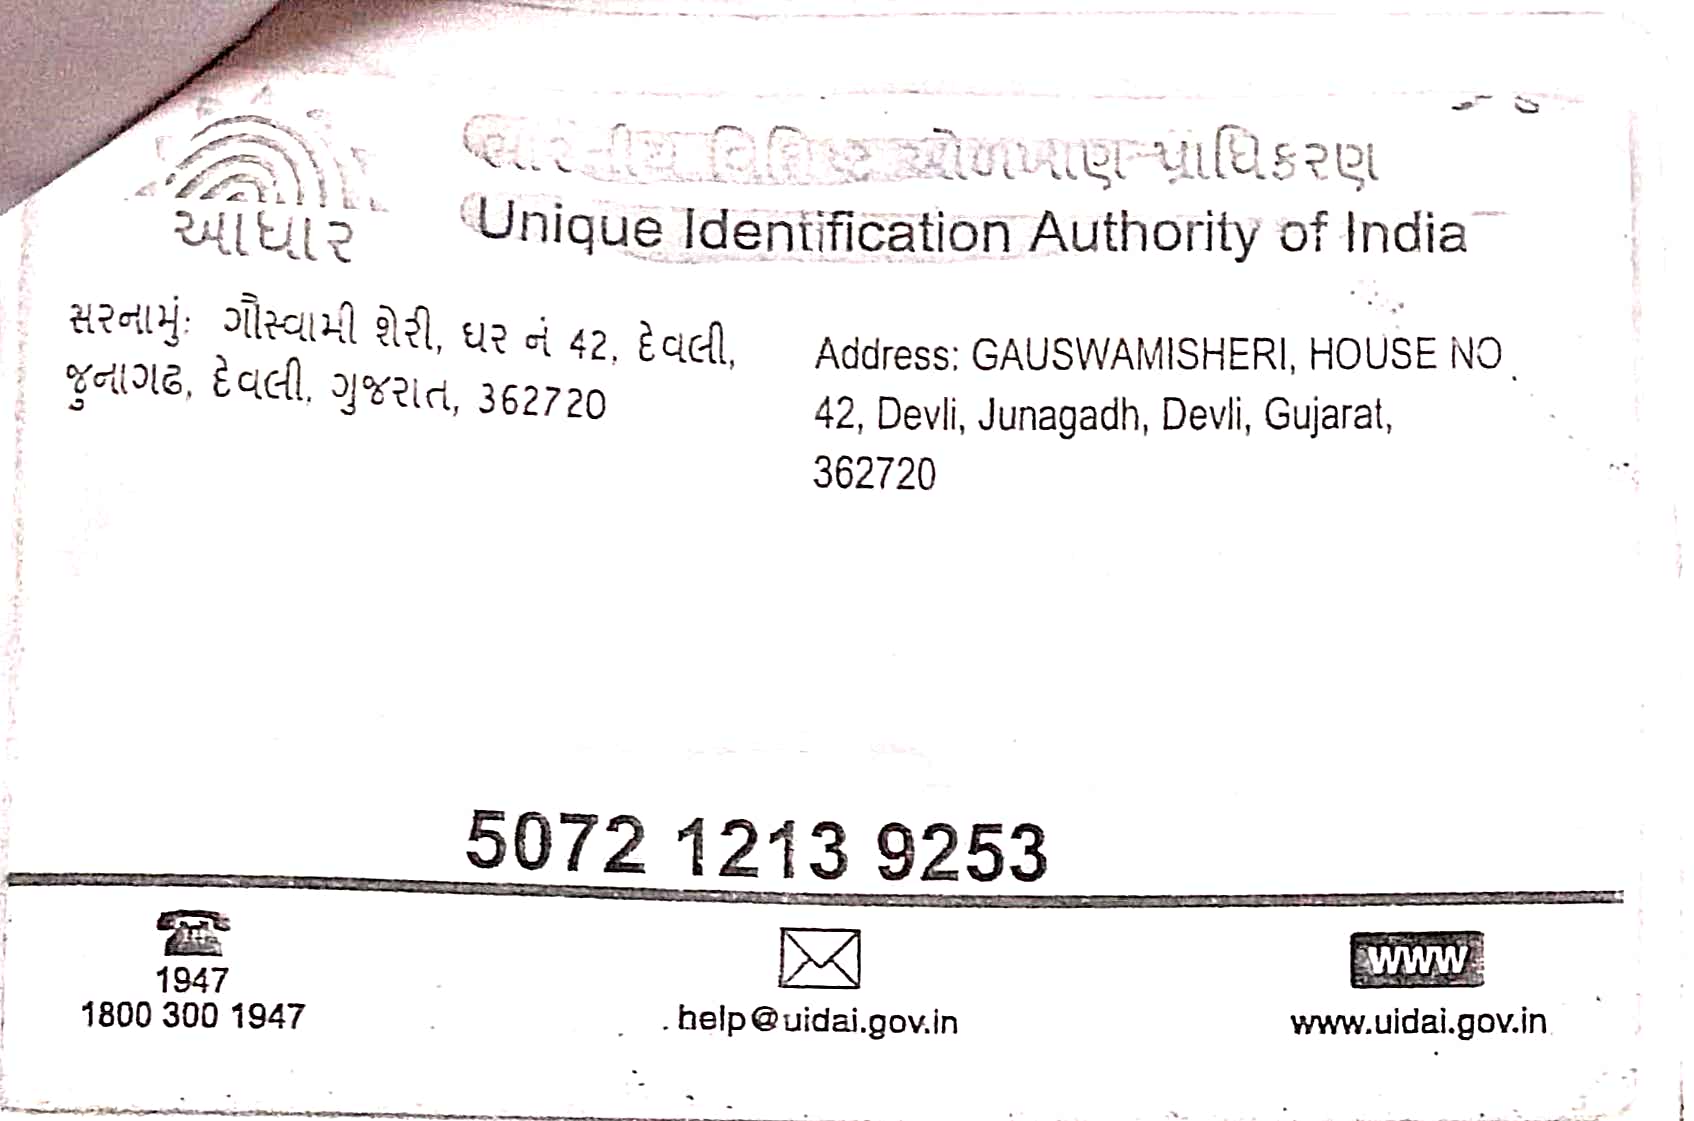 ભારતીય વિશિષ્ટ ઓળખાણ પ્રાધિકરણ
આધાર
Unique Identification Authority of India
સરનામું: ગૌસ્વામી શેરી, ઘર નં 42, દેવલી,
જુનાગઢ, દેવલી, ગુજરાત, 362720
Address: GAUSWAMISHERI, HOUSE NO
42, Devli, Junagadh, Devli, Gujarat,
362720
5072 1213 9253
1947
1800 300 1947
help@uidai.gov.in
WWW
www.uidai.gov.in